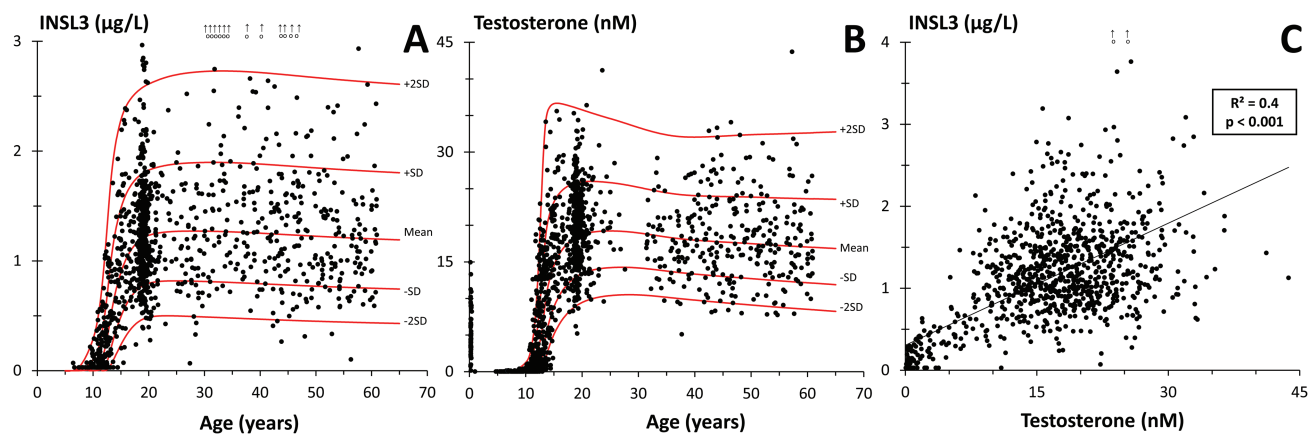 INSL3 (µg/L)
A
3
2
1
0
+2SD
+SD
Mean
-SD
-2SD
0 10 20 30 40 50 60 70
Age (years)
Testosterone (nM)
B
45
30
15
0
+2SD
+SD
Mean
-SD
-2SD
0 10 20 30 40 50 60 70
Age (years)
INSL3 (µg/L)
C
4
3
2
1
0
R² = 0.4
p < 0.001
0 15 30 45
Testosterone (nM)